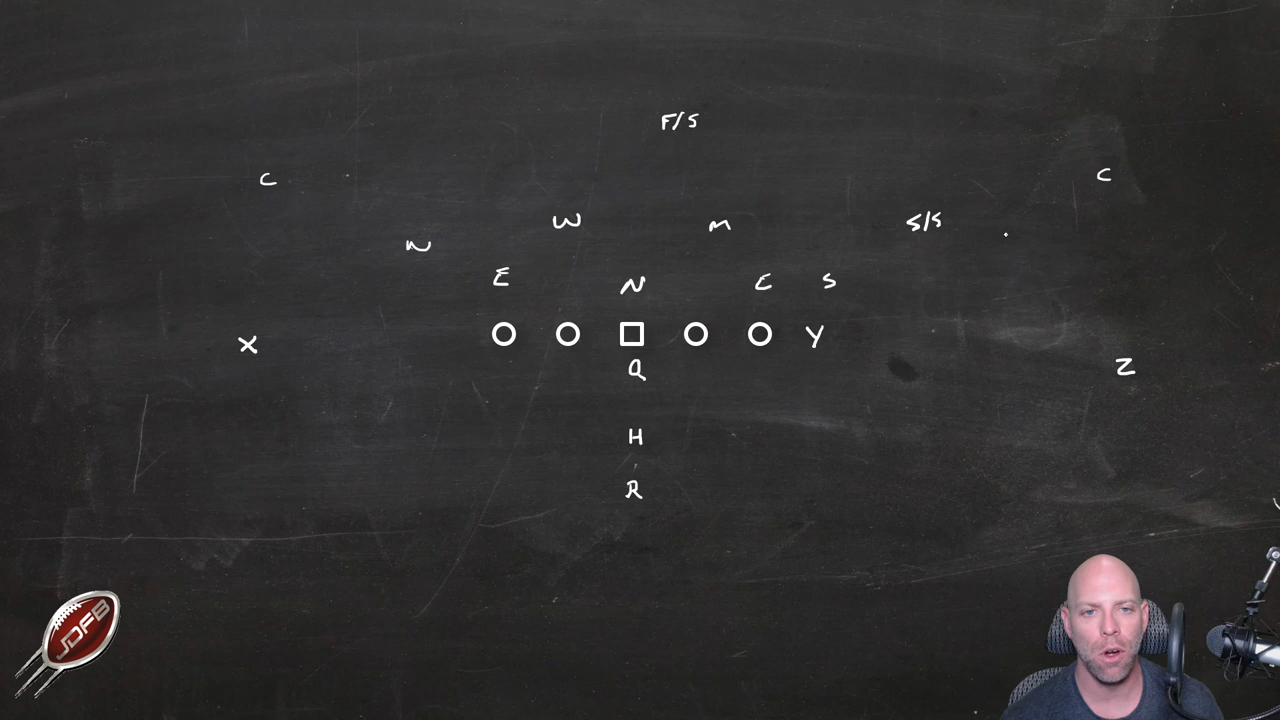 F/S
C C
W M S/S
N
E N E S
X Y
Q Z
H
R
JDFB